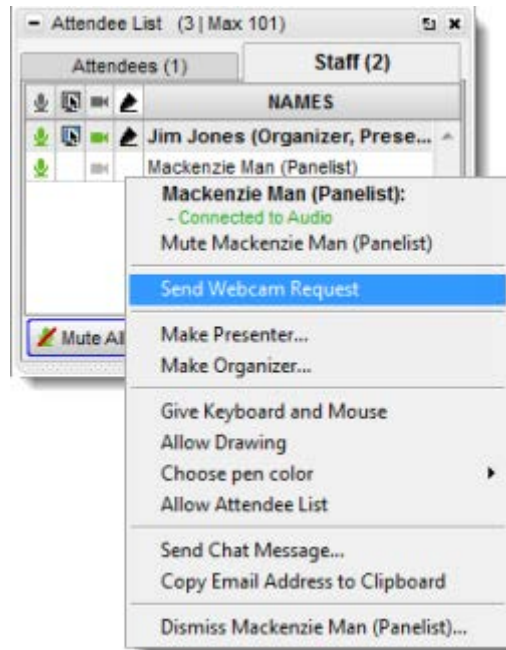 Attendee List (3 | Max 101)
Attendees (1)
Staff (2)
NAMES
Jim Jones (Organizer, Prese...
Mackenzie Man (Panelist)
Mackenzie Man (Panelist):
- Connected to Audio
Mute Mackenzie Man (Panelist)
Send Webcam Request
Mute Al
Make Presenter...
Make Organizer...
Give Keyboard and Mouse
Allow Drawing
Choose pen color
Allow Attendee List
Send Chat Message...
Copy Email Address to Clipboard
Dismiss Mackenzie Man (Panelist)...